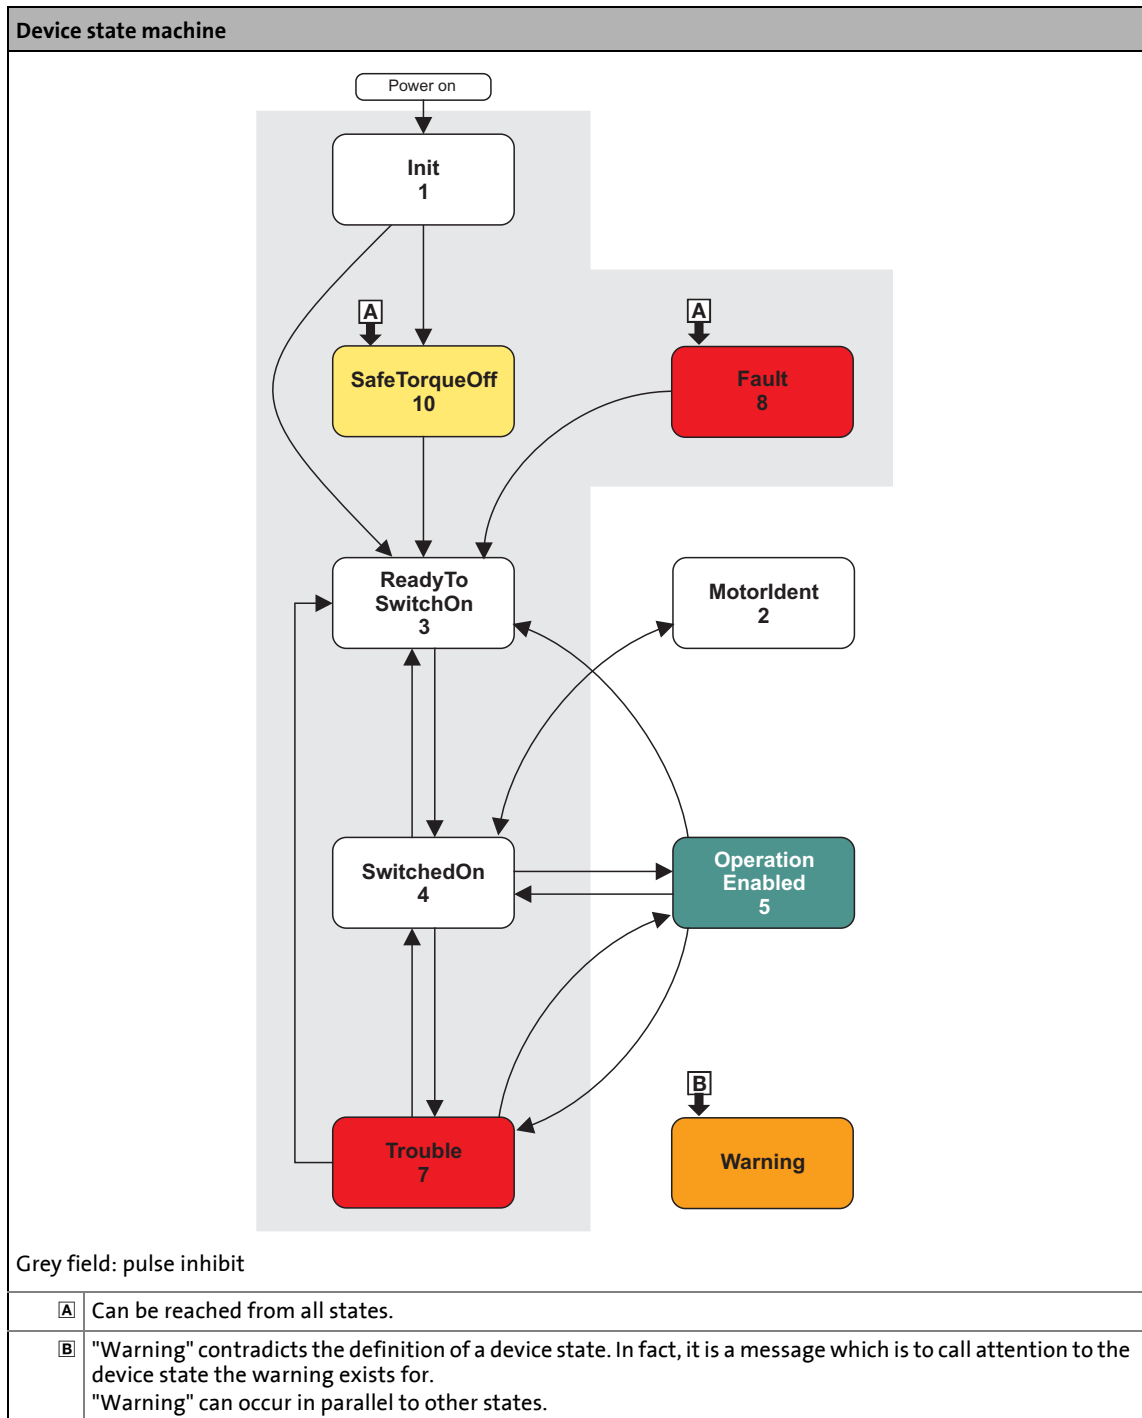 Device state machine
Power on
Init
1
A
SafeTorqueOff
10
A
Fault
8
ReadyTo
SwitchOn
3
MotorIdent
2
SwitchedOn
4
Operation
Enabled
5
Trouble
7
B
Warning
Grey field: pulse inhibit
A Can be reached from all states.
B "Warning" contradicts the definition of a device state. In fact, it is a message which is to call attention to the
device state the warning exists for.
"Warning" can occur in parallel to other states.